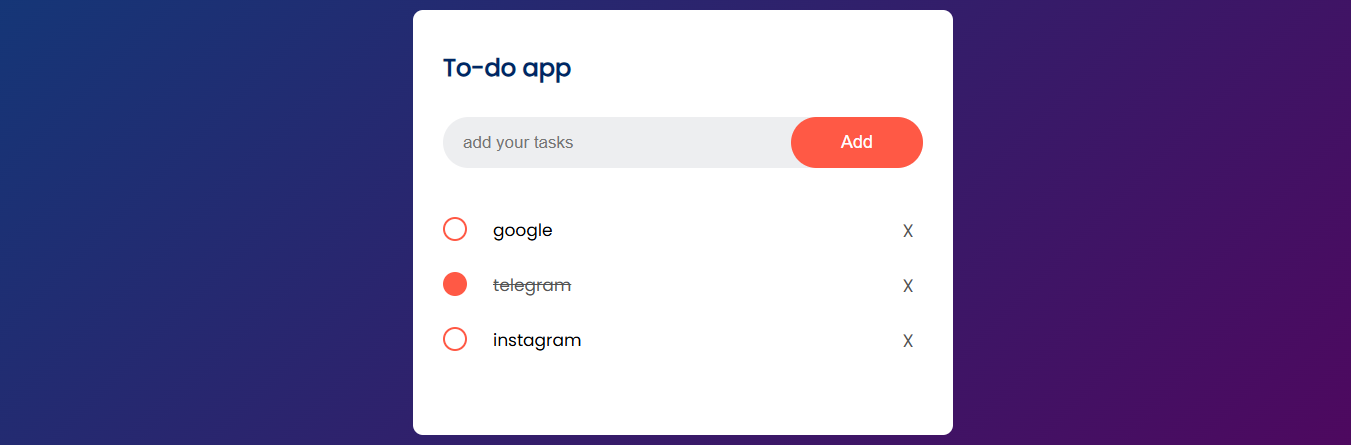 To-do app
add your tasks Add
google X
telegram X
instagram X